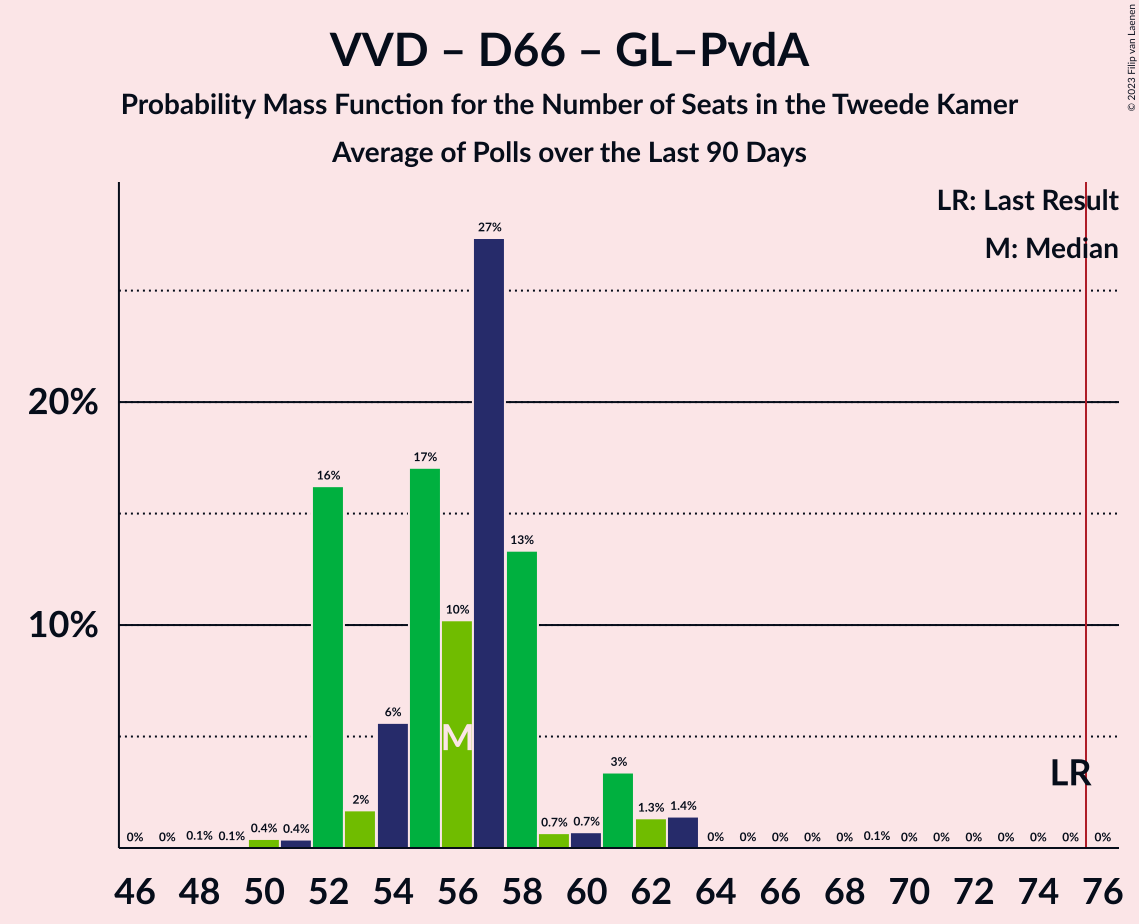 VVD – D66 – GL–PvdA
Probability Mass Function for the Number of Seats in the Tweede Kamer
Average of Polls over the Last 90 Days
© 2023 Filip van Laenen
LR: Last Result
M: Median
27%
20%
17%
16%
13%
10%
10%
6%
M
LR
3%
2%
1.3% 1.4%
0% 0% 0.1% 0.1% 0.4% 0.4% 0.7% 0.7% 0% 0% 0% 0% 0% 0.1% 0% 0% 0% 0% 0% 0% 0%
46 48 50 52 54 56 58 60 62 64 66 68 70 72 74 76